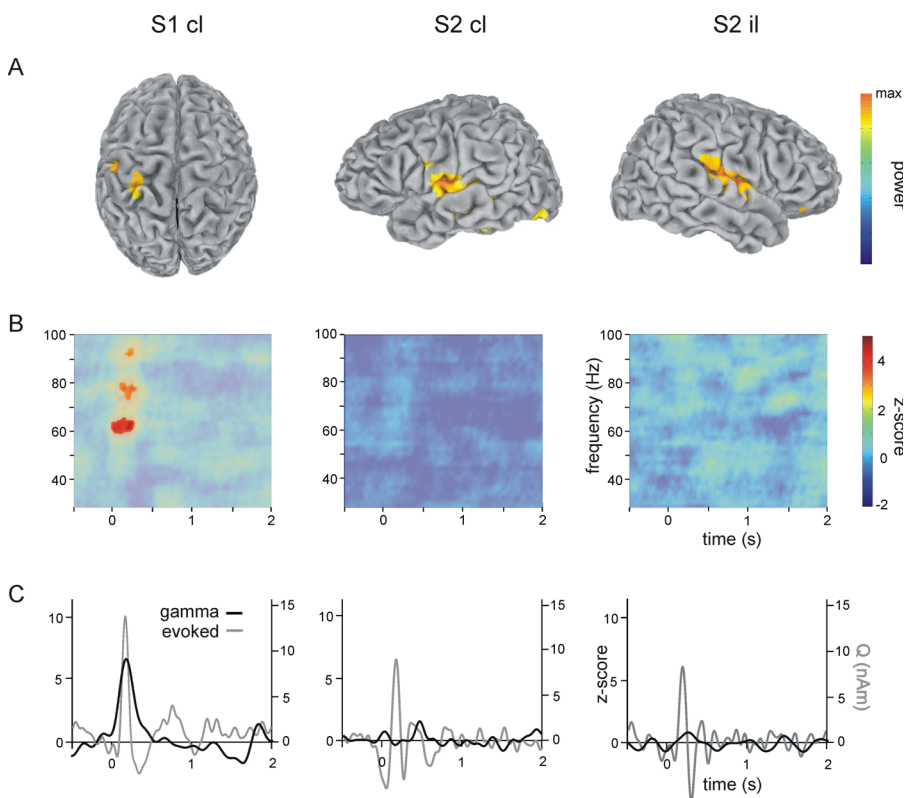 S1 cl S2 cl S2 il
A
max
power
B
100 100 100
80 80 80
60 60 60
40 40 40
frequency (Hz)
4
2
0
-2
z-score
0 1 2 0 1 2 0 1 2
time (s)
C
gamma
evoked
10 15 10 15 10 15
10 10 10
5 5 5 5 5 5
0 0 0 0 0 0
z-score
Q (nAm)
0 1 2 0 1 2 0 1 2
time (s)